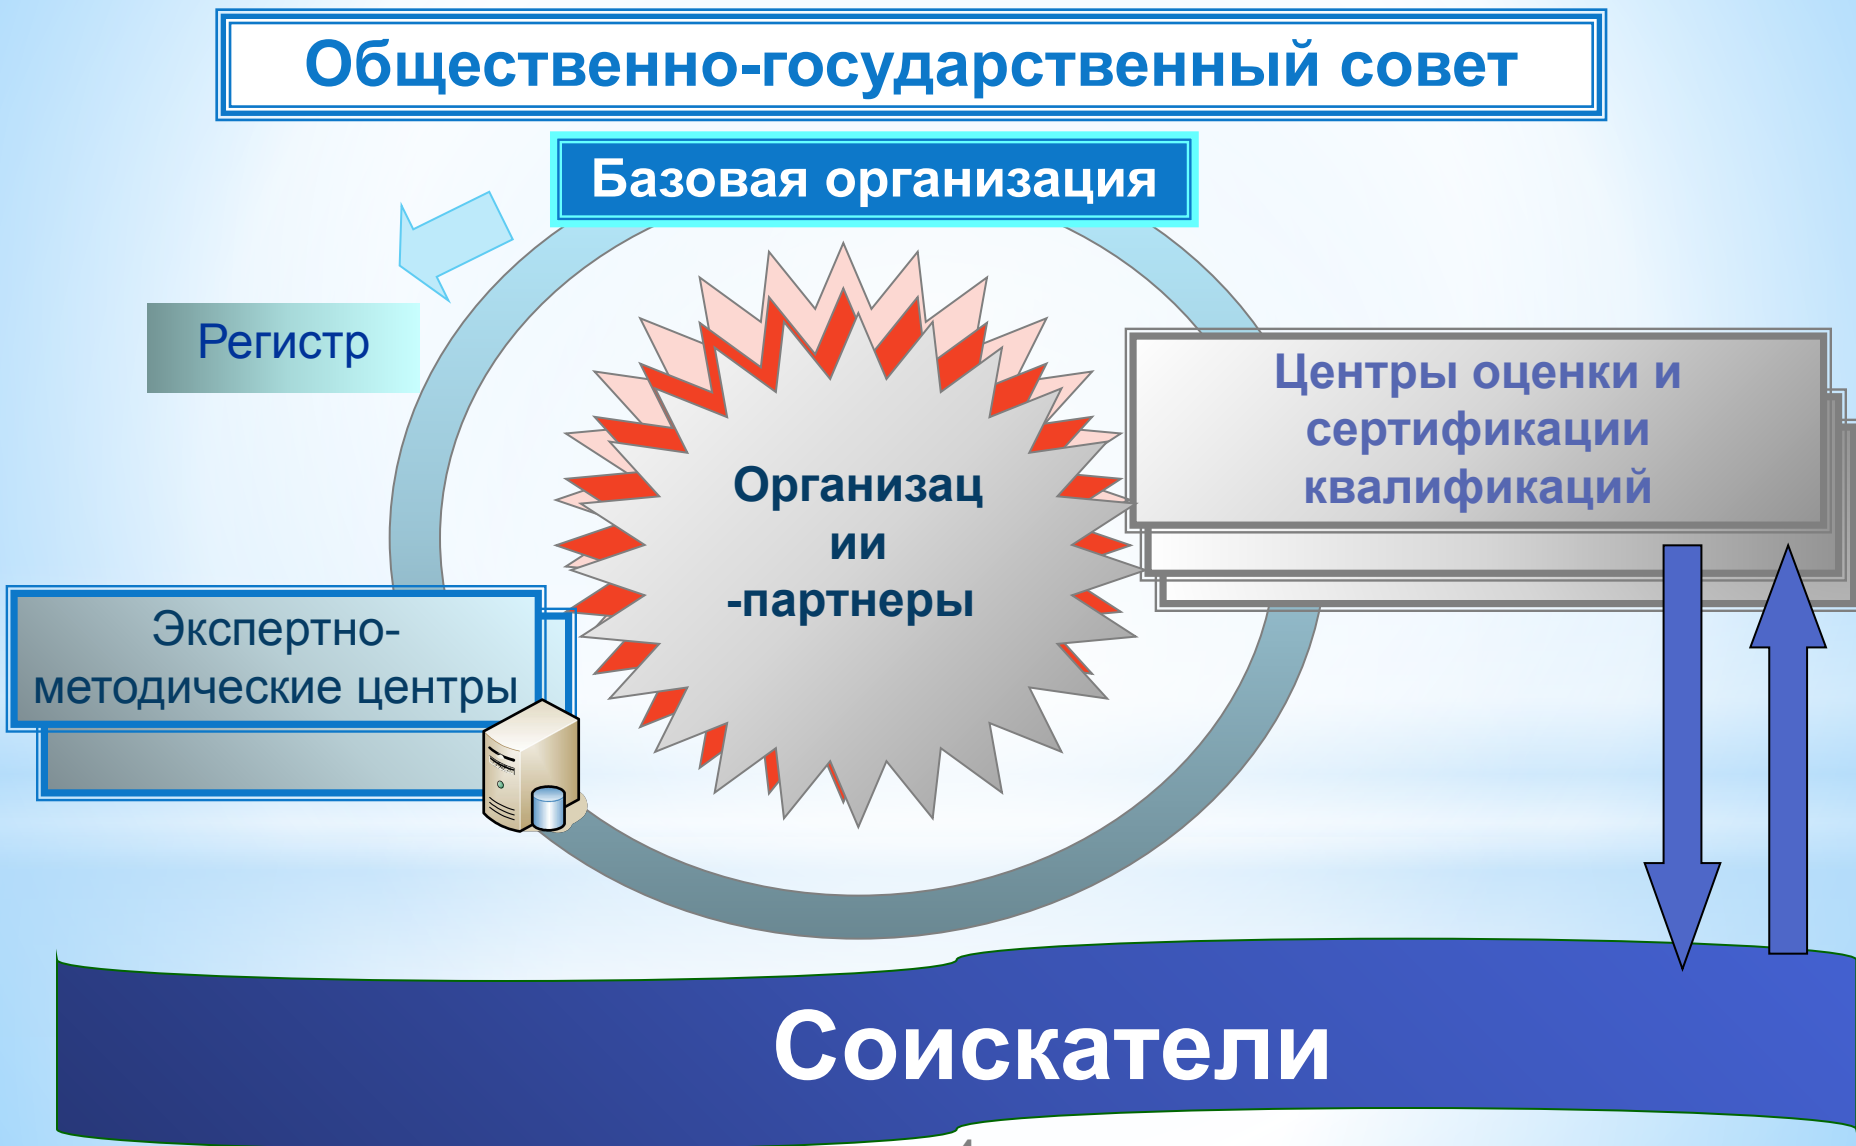 Общественно-государственный совет
Базовая организация
Регистр
Центры оценки и
сертификации
квалификаций
Организац
ии
-партнеры
Экспертно-
методические центры
Соискатели